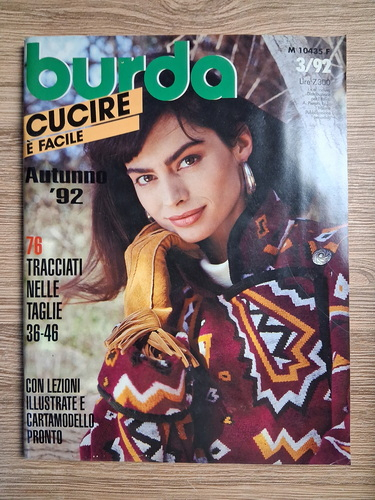 burda
M 10435 F
3/92
Lire 7.300
CUCIRE
È FACILE
Autunno
'92
76
TRACCIATI
NELLE
TAGLIE
36-46
CON LEZIONI
ILLUSTRATE E
CARTAMODELLO
PRONTO